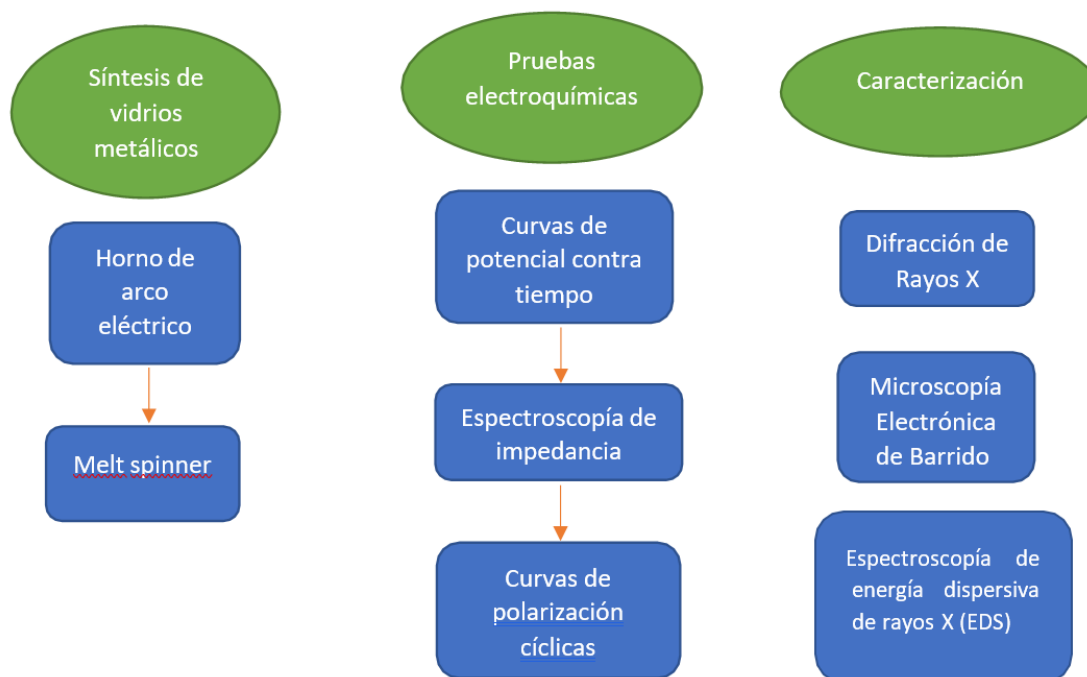 Síntesis de
vidrios
metálicos
Horno de
arco
eléctrico
Melt spinner
Pruebas
electroquímicas
Curvas de
potencial contra
tiempo
Espectroscopía de
impedancia
Curvas de
polarización
cíclicas
Caracterización
Difracción de
Rayos X
Microscopía
Electrónica
de Barrido
Espectroscopía de
energía dispersiva
de rayos X (EDS)